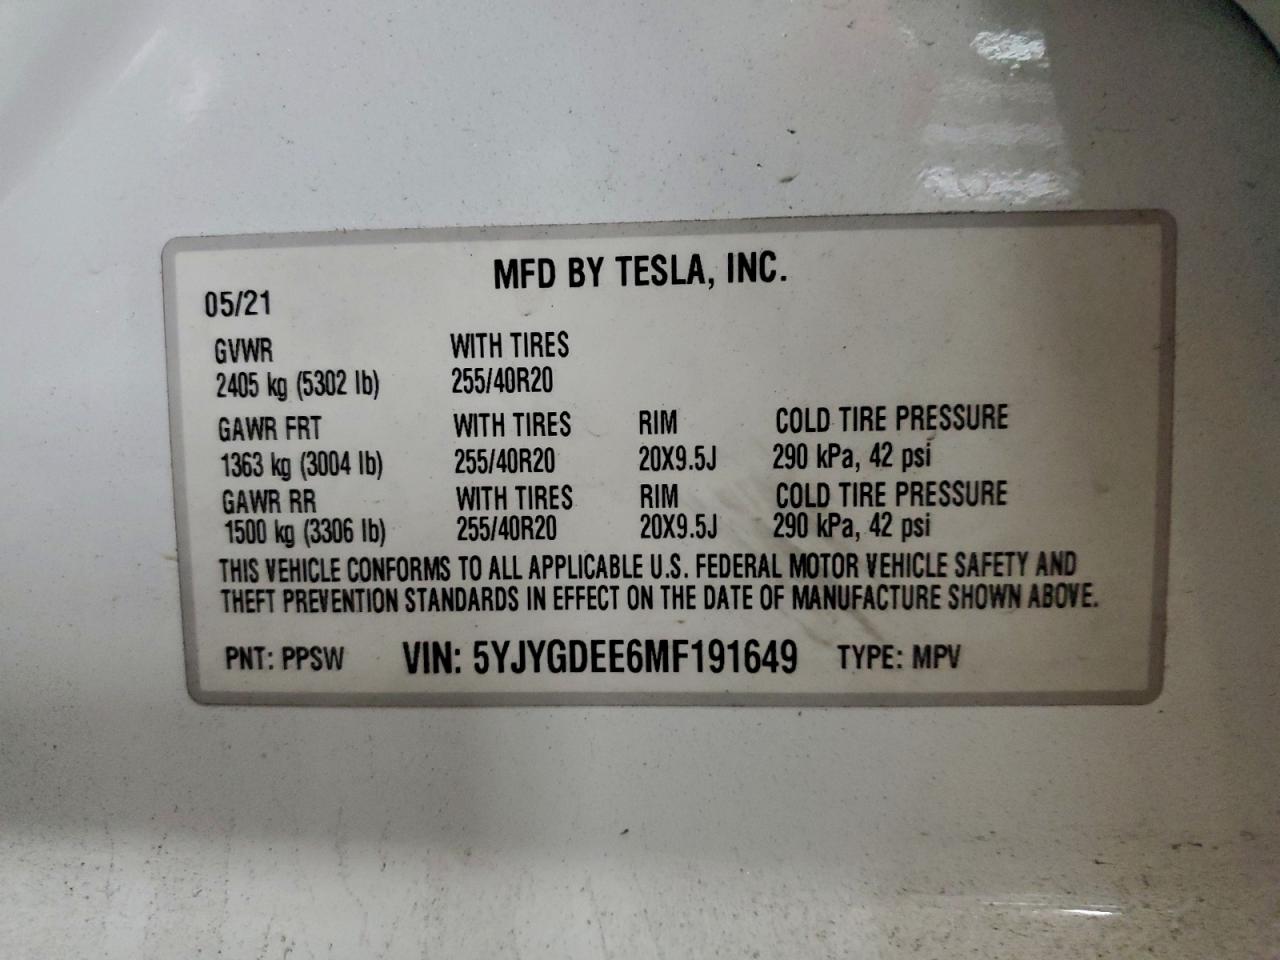 MFD BY TESLA, INC.
05/21
GVWR WITH TIRES
2405 kg (5302 lb) 255/40R20
GAWR FRT WITH TIRES RIM COLD TIRE PRESSURE
1363 kg (3004 lb) 255/40R20 20X9.5J 290 kPa, 42 psi
GAWR RR WITH TIRES RIM COLD TIRE PRESSURE
1500 kg (3306 lb) 255/40R20 20X9.5J 290 kPa, 42 psi
THIS VEHICLE CONFORMS TO ALL APPLICABLE U.S. FEDERAL MOTOR VEHICLE SAFETY AND
THEFT PREVENTION STANDARDS IN EFFECT ON THE DATE OF MANUFACTURE SHOWN ABOVE.
PNT: PPSW VIN: 5YJYGDEE6MF191649 TYPE: MPV